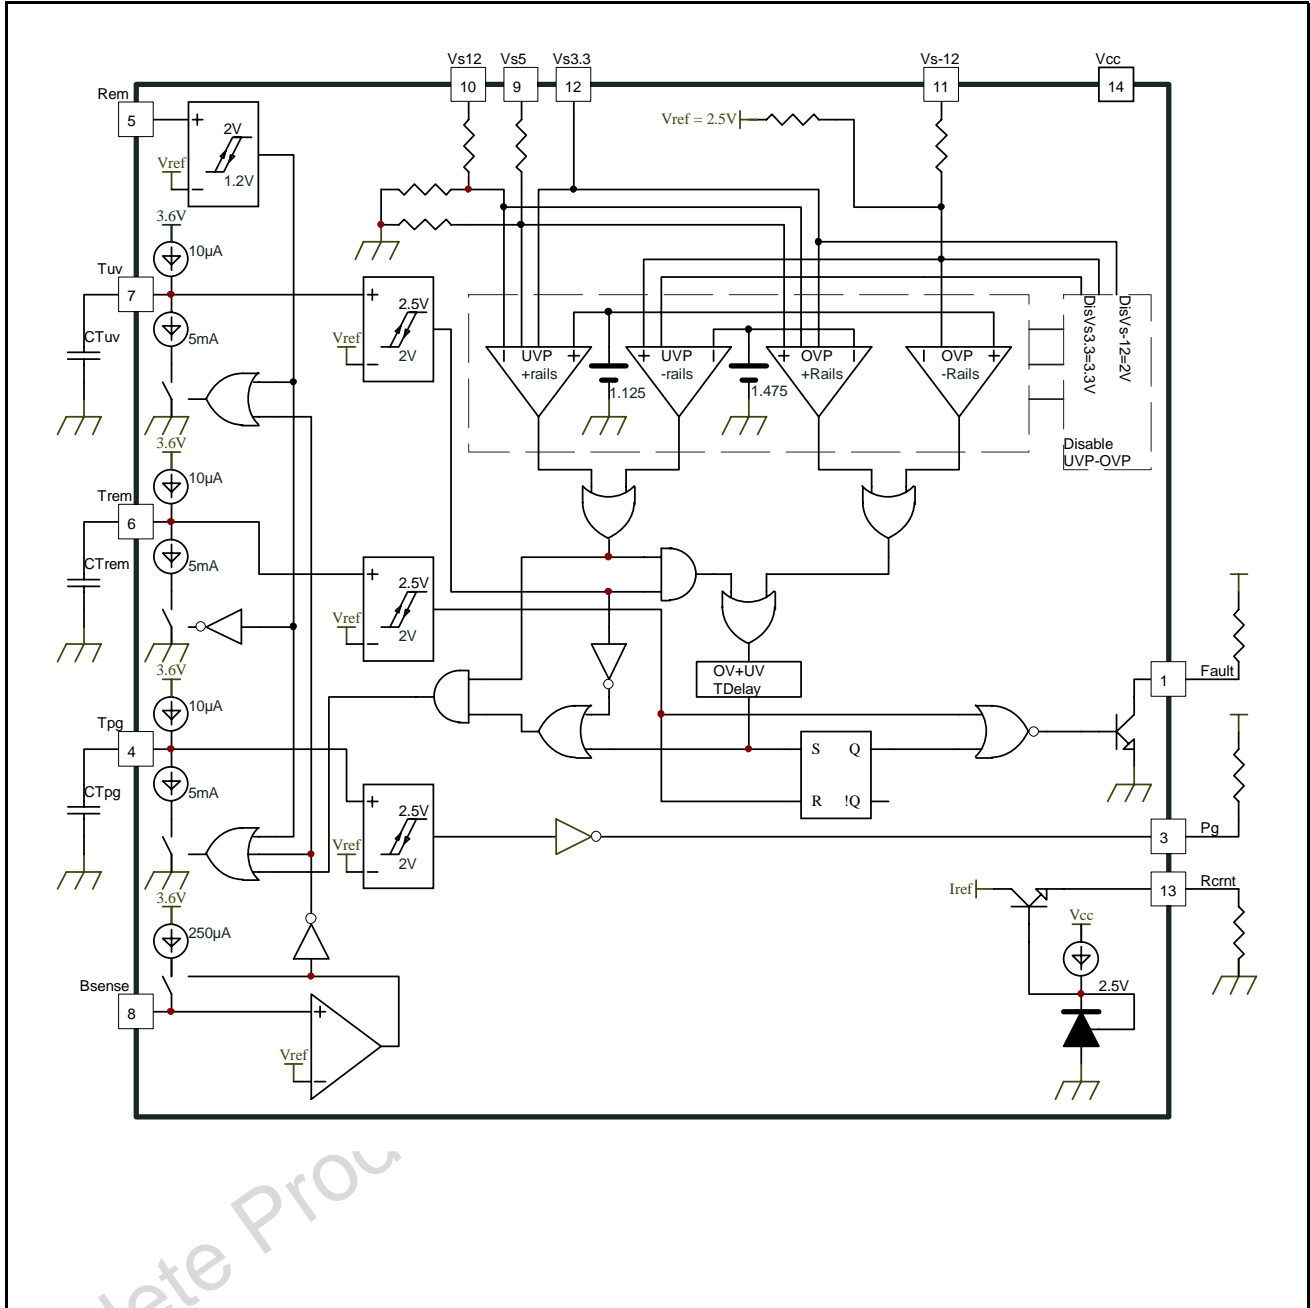 Vs12 Vs5 Vs3.3 Vs-12 Vcc
10 9 12 11 14
Rem
5
+
2V
1.2V
Vref
−
Vref = 2.5V
3.6V
10µA
Tuv
7
5mA
CTuv
+
2.5V
Vref
2V
−
− UVP +
+rails
+ UVP −
-rails
+ OVP −
+Rails
− OVP +
-Rails
1.125
1.475
DisVs3.3=3.3V
DisVs-12=2V
Disable
UVP-OVP
3.6V
10µA
Trem
6
5mA
CTrem
+
2.5V
Vref
2V
−
OV+UV
TDelay
1
Fault
3.6V
10µA
Tpg
4
5mA
CTpg
S Q
R !Q
+
2.5V
Vref
2V
−
3
Pg
3.6V
250µA
Iref
13
Rcrnt
Vcc
2.5V
Bsense
8
+
Vref
−
lete Prod